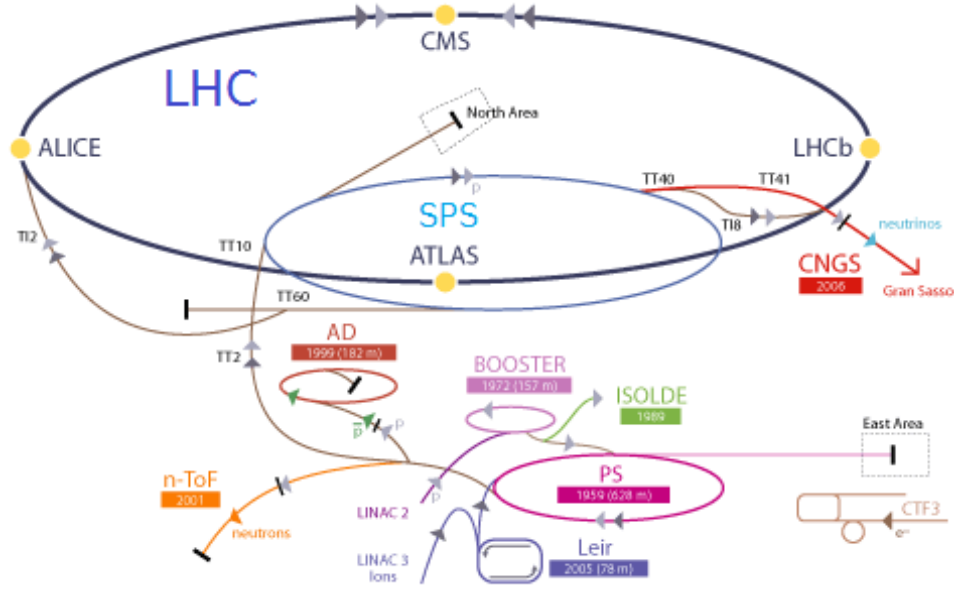 CMS
LHC
North Area
ALICE
LHCb
TT40
TT41
p
SPS
TI8
neutrinos
TI2
TT10
ATLAS
CNGS
2006
Gran Sasso
TT60
AD
1999 (182 m)
TT2
BOOSTER
1972 (157 m)
ISOLDE
1989
p
p
East Area
n-ToF
2001
PS
1959 (628 m)
p
LINAC 2
neutrons
CTF3
e-
Leir
2005 (78 m)
LINAC 3
Ions